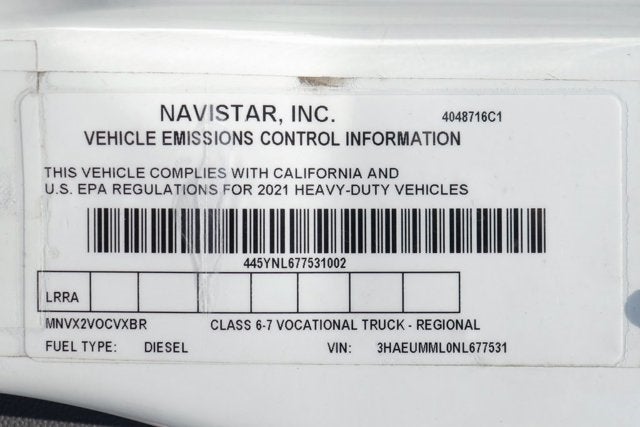 NAVISTAR, INC. 4048716C1
VEHICLE EMISSIONS CONTROL INFORMATION
THIS VEHICLE COMPLIES WITH CALIFORNIA AND
U.S. EPA REGULATIONS FOR 2021 HEAVY-DUTY VEHICLES
445YNL677531002
LRRA
MNVX2VOCVXBR CLASS 6-7 VOCATIONAL TRUCK - REGIONAL
FUEL TYPE: DIESEL VIN: 3HAEUMML0NL677531